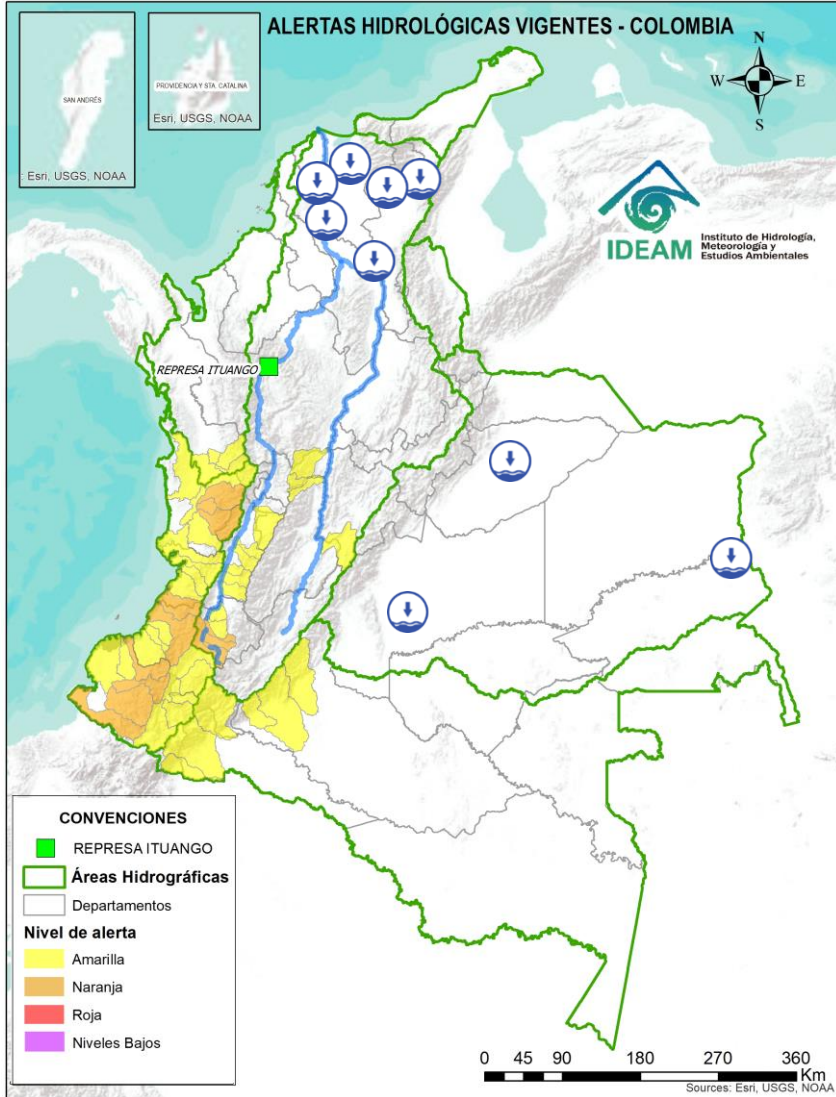 ALERTAS HIDROLÓGICAS VIGENTES - COLOMBIA
SAN ANDRÉS
: Esri, USGS, NOAA
PROVIDENCIA Y STA. CATALINA
Esri, USGS, NOAA
N
W
E
S
IDEAM
Instituto de Hidrología,
Meteorología y
Estudios Ambientales
REPRESA ITUANGO
CONVENCIONES
REPRESA ITUANGO
Áreas Hidrográficas
Departamentos
Nivel de alerta
Amarilla
Naranja
Roja
Niveles Bajos
0 45 90 180 270 360
Km
Sources: Esri, USGS, NOAA